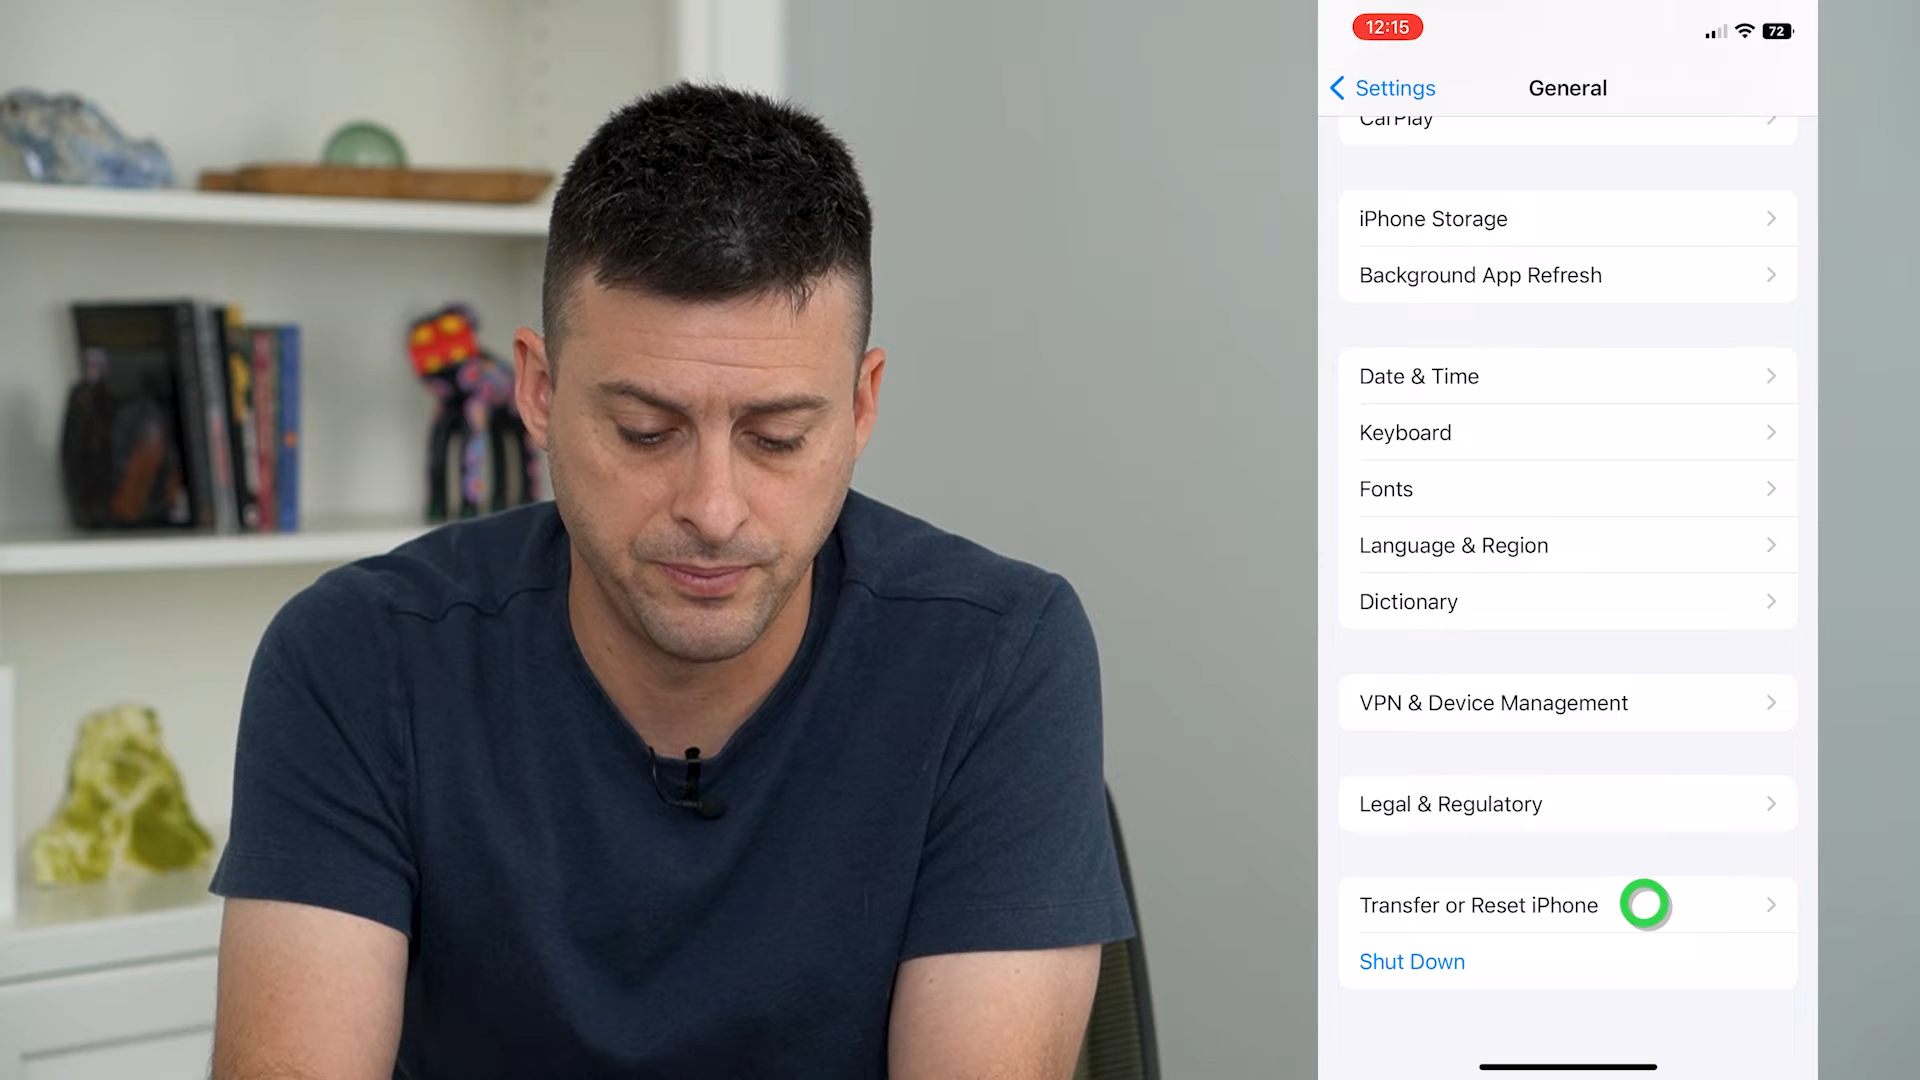 12:15
72
Settings
General
CarPlay
iPhone Storage
Background App Refresh
Date & Time
Keyboard
Fonts
Language & Region
Dictionary
VPN & Device Management
Legal & Regulatory
Transfer or Reset iPhone
Shut Down